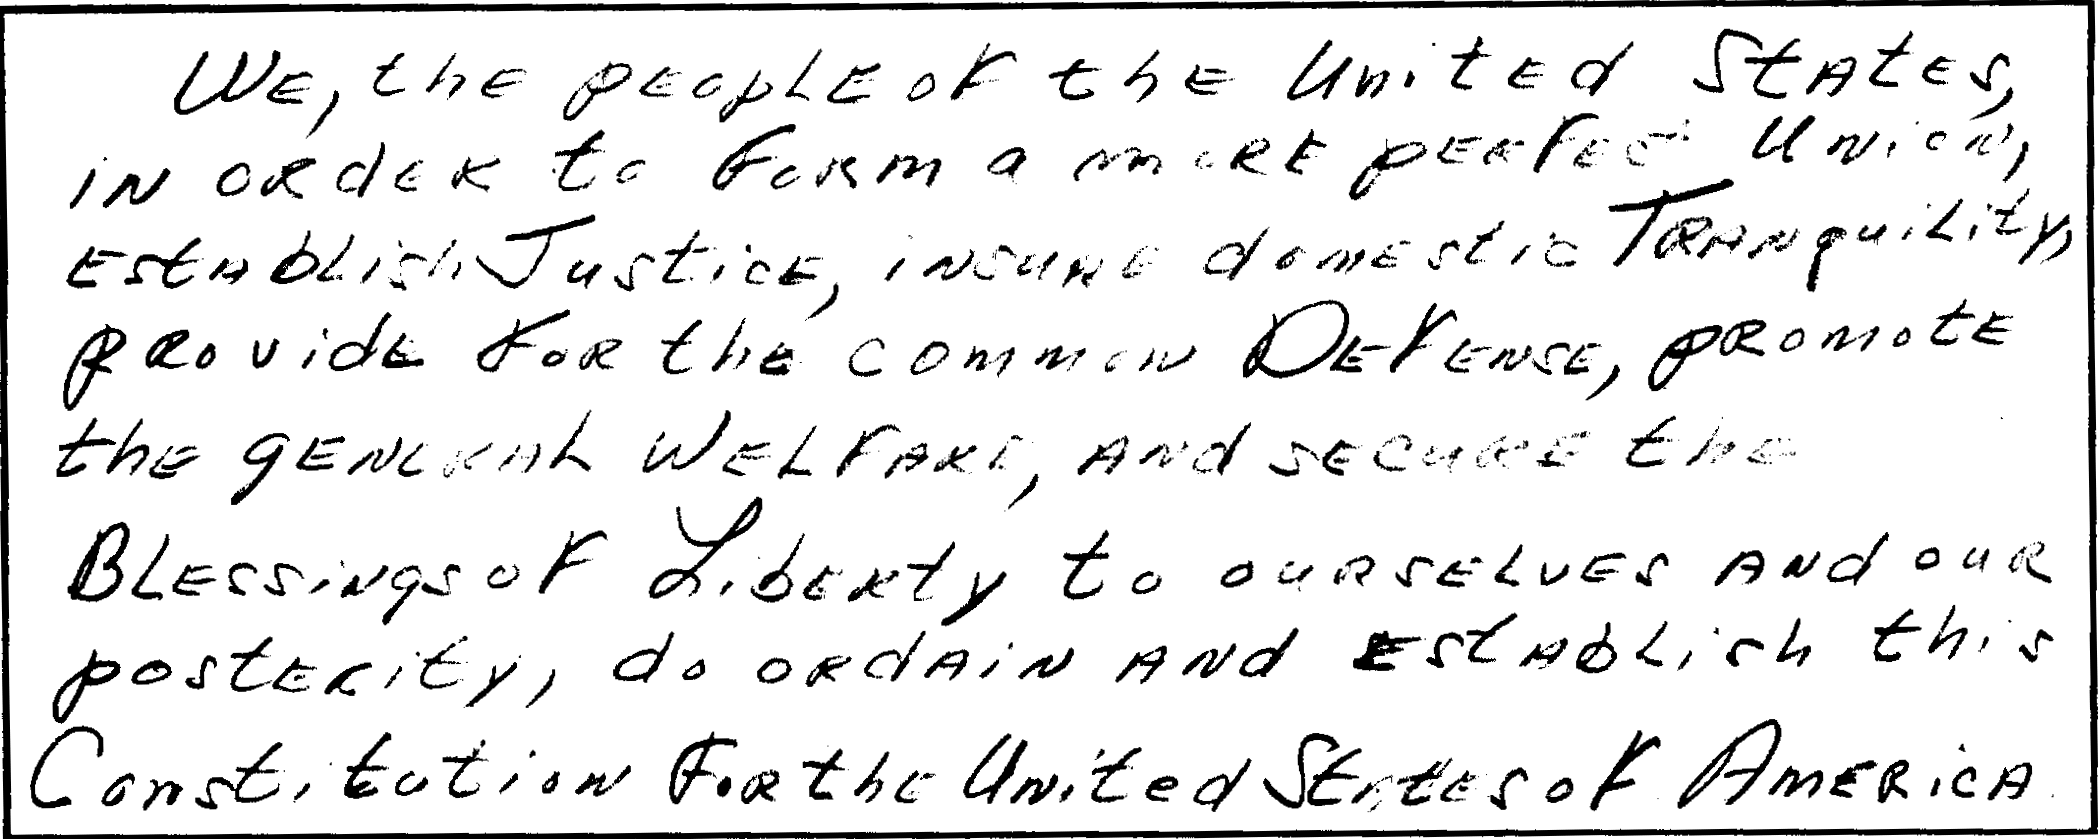 We, the people of the United States,
in order to form a more perfect Union,
establish Justice, insure domestic Tranquility,
provide for the common Defense, promote
the general Welfare, and secure the
Blessings of Liberty to ourselves and our
posterity, do ordain and establish this
Constitution for the United States of America